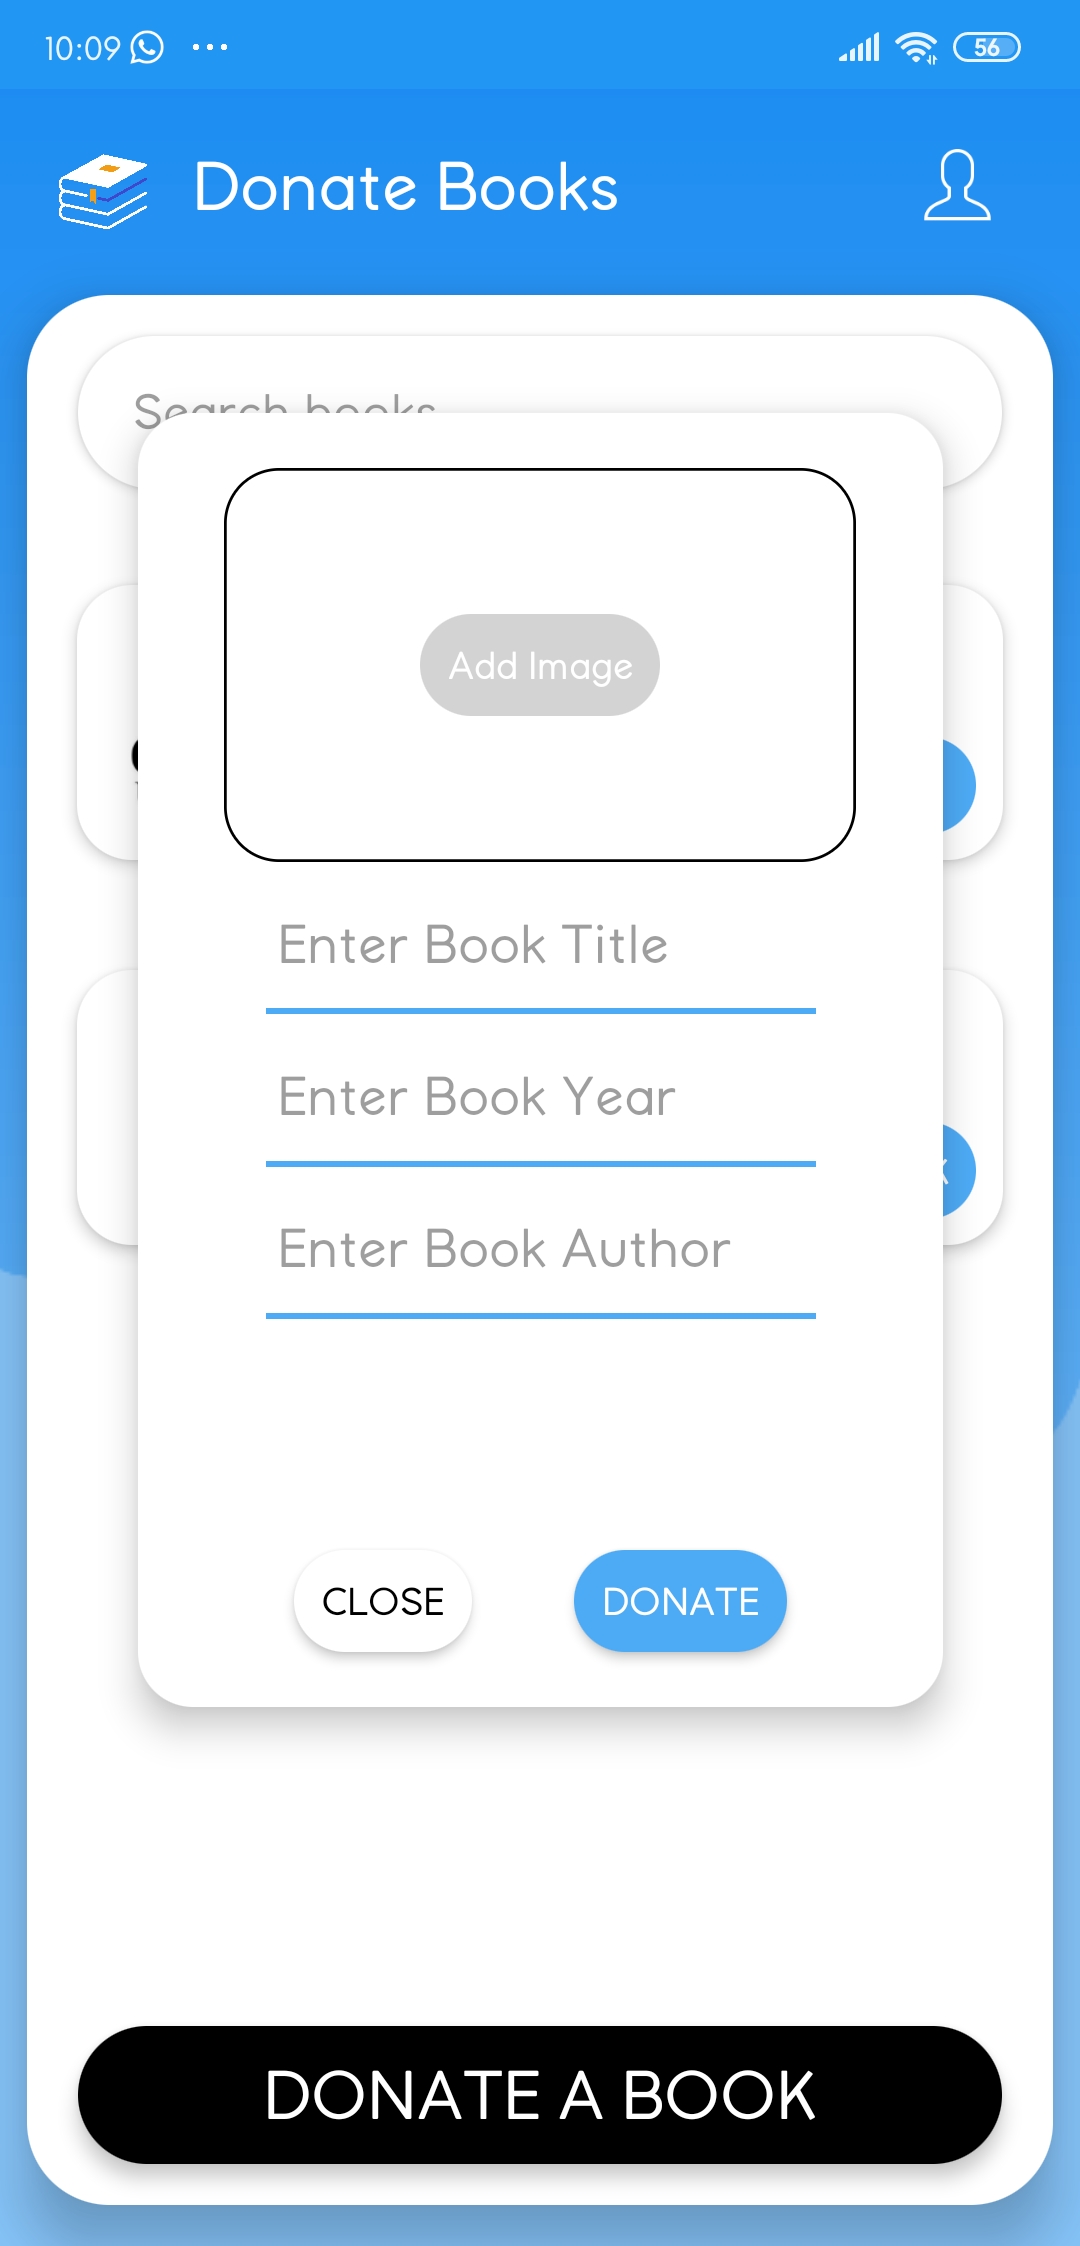 10:09
56
Donate Books
Search books
Add Image
Enter Book Title
Enter Book Year
Enter Book Author
CLOSE
DONATE
DONATE A BOOK